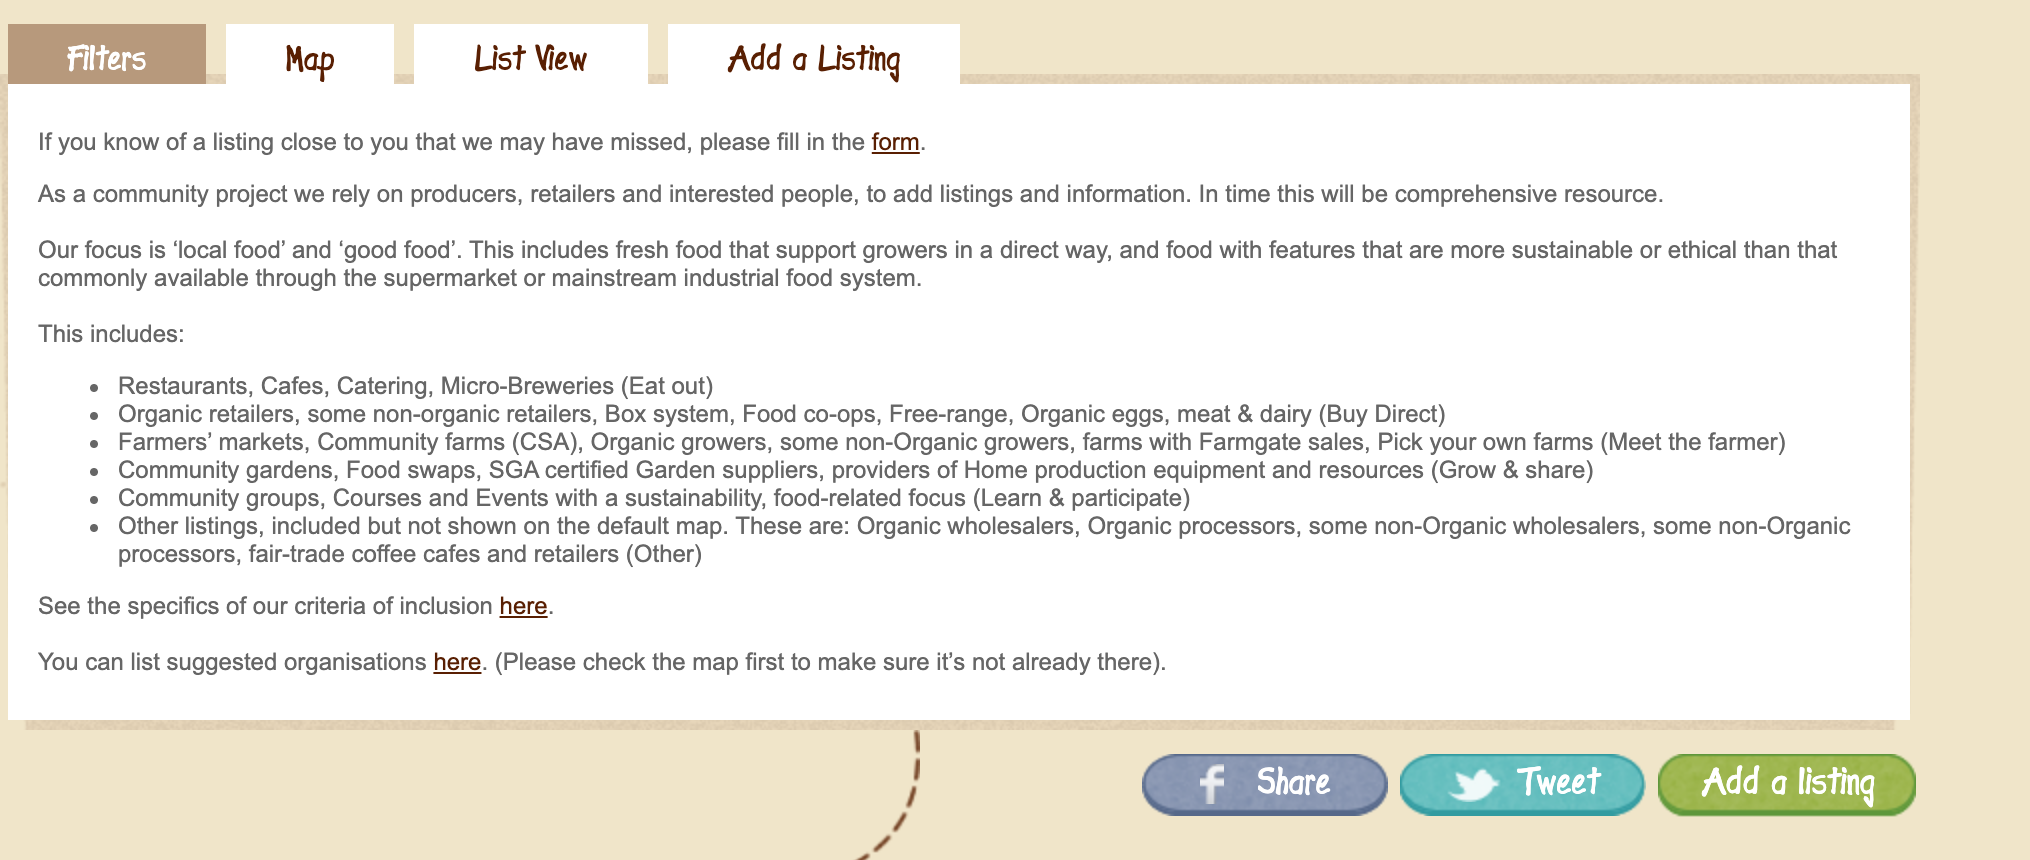 Filters
Map
List View
Add a Listing
If you know of a listing close to you that we may have missed, please fill in the form.
As a community project we rely on producers, retailers and interested people, to add listings and information. In time this will be comprehensive resource.
Our focus is ‘local food’ and ‘good food’. This includes fresh food that support growers in a direct way, and food with features that are more sustainable or ethical than that
commonly available through the supermarket or mainstream industrial food system.
This includes:
Restaurants, Cafes, Catering, Micro-Breweries (Eat out)
Organic retailers, some non-organic retailers, Box system, Food co-ops, Free-range, Organic eggs, meat & dairy (Buy Direct)
Farmers’ markets, Community farms (CSA), Organic growers, some non-Organic growers, farms with Farmgate sales, Pick your own farms (Meet the farmer)
Community gardens, Food swaps, SGA certified Garden suppliers, providers of Home production equipment and resources (Grow & share)
Community groups, Courses and Events with a sustainability, food-related focus (Learn & participate)
Other listings, included but not shown on the default map. These are: Organic wholesalers, Organic processors, some non-Organic wholesalers, some non-Organic
processors, fair-trade coffee cafes and retailers (Other)
See the specifics of our criteria of inclusion here.
You can list suggested organisations here. (Please check the map first to make sure it’s not already there).
Share
Tweet
Add a listing